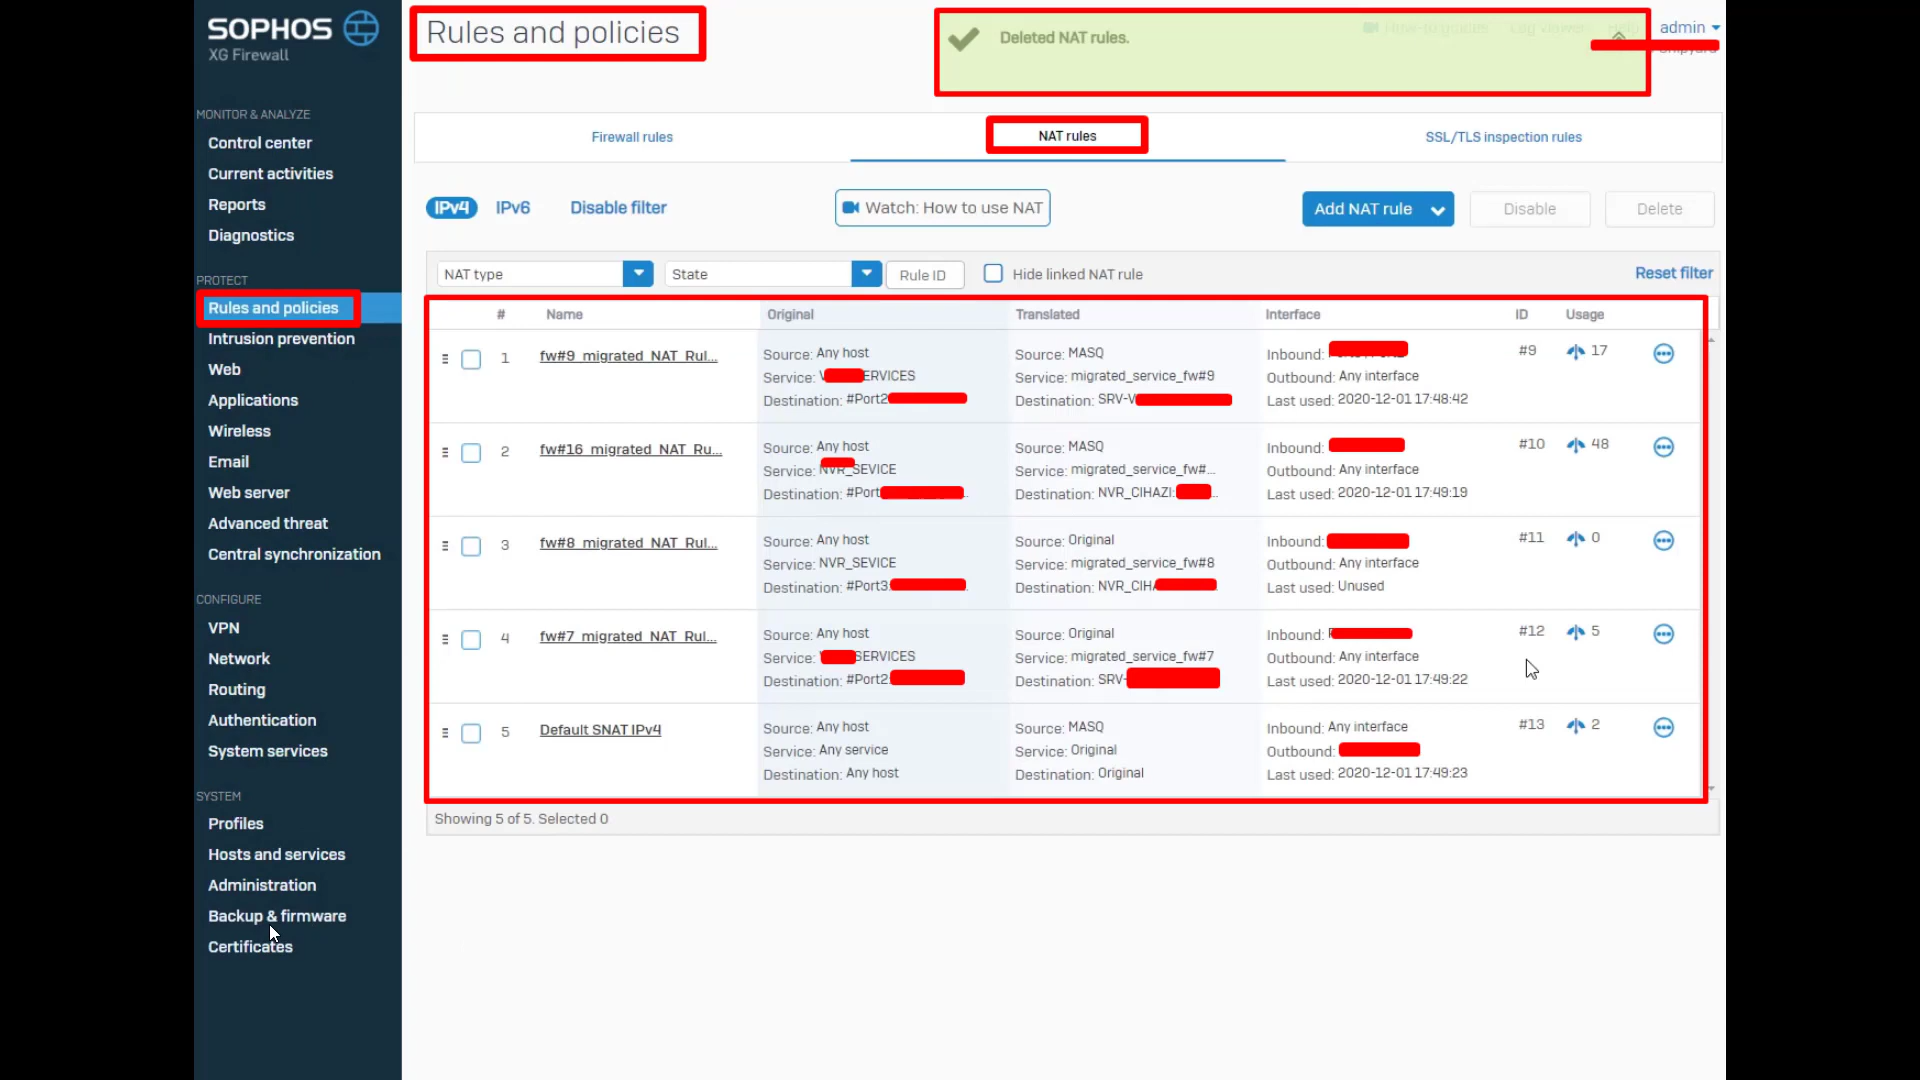 SOPHOS
XG Firewall
Rules and policies
Deleted NAT rules.
admin
MONITOR & ANALYZE
Control center
Current activities
Reports
Diagnostics
PROTECT
Rules and policies
Intrusion prevention
Web
Applications
Wireless
Email
Web server
Advanced threat
Central synchronization
CONFIGURE
VPN
Network
Routing
Authentication
System services
SYSTEM
Profiles
Hosts and services
Administration
Backup & firmware
Certificates
Firewall rules NAT rules SSL/TLS inspection rules
IPv4 IPv6 Disable filter Watch: How to use NAT Add NAT rule Disable Delete
NAT type State Rule ID Hide linked NAT rule Reset filter
# Name Original Translated Interface ID Usage
1 fw#9_migrated_NAT_Rul... Source: Any host Source: MASQ Inbound: #9 17
Service: ERVICES Service: migrated_service_fw#9 Outbound: Any interface
Destination: #Port2 Destination: SRV-V Last used: 2020-12-01 17:48:42
2 fw#16_migrated_NAT_Ru... Source: Any host Source: MASQ Inbound: #10 48
Service: NVR_SEVICE Service: migrated_service_fw#... Outbound: Any interface
Destination: #Port Destination: NVR_CIHAZI: Last used: 2020-12-01 17:49:19
3 fw#8_migrated_NAT_Rul... Source: Any host Source: Original Inbound: #11 0
Service: NVR_SEVICE Service: migrated_service_fw#8 Outbound: Any interface
Destination: #Port3 Destination: NVR_CIH Last used: Unused
4 fw#7_migrated_NAT_Rul... Source: Any host Source: Original Inbound: #12 5
Service: SERVICES Service: migrated_service_fw#7 Outbound: Any interface
Destination: #Port2 Destination: SRV- Last used: 2020-12-01 17:49:22
5 Default SNAT IPv4 Source: Any host Source: MASQ Inbound: Any interface #13 2
Service: Any service Service: Original Outbound:
Destination: Any host Destination: Original Last used: 2020-12-01 17:49:23
Showing 5 of 5. Selected 0